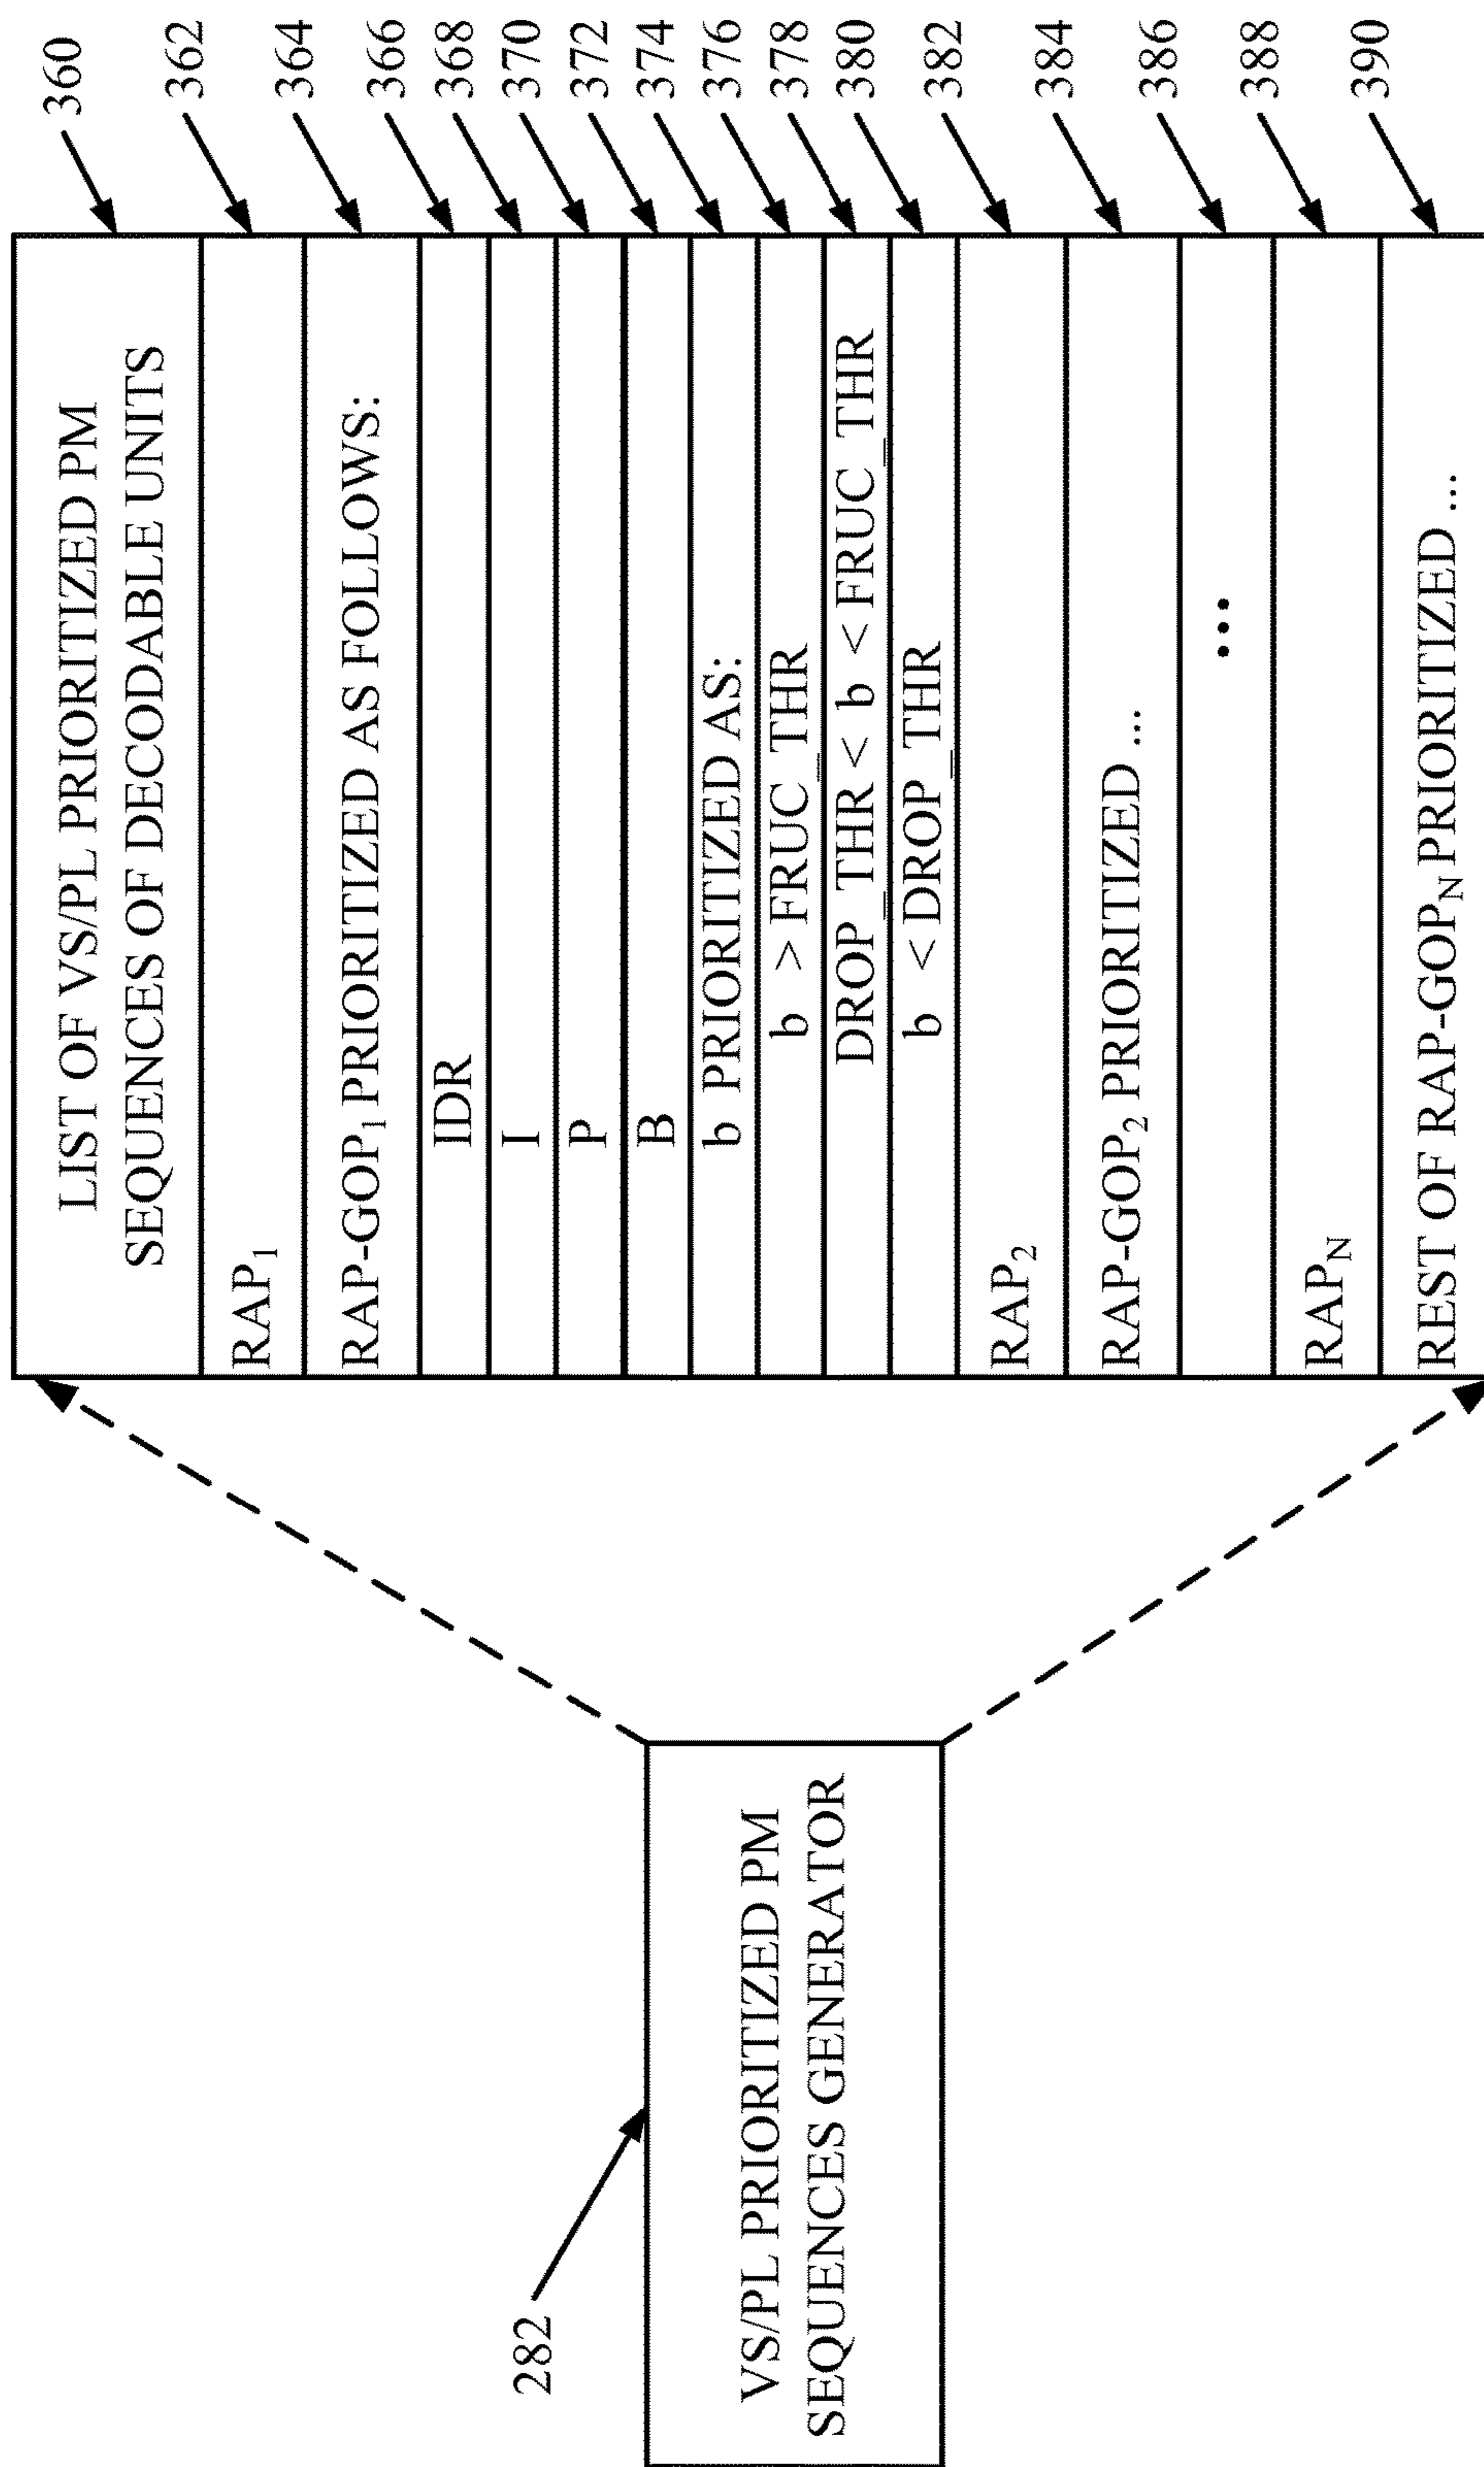 282
VS/PL PRIORITIZED PM
SEQUENCES GENERATOR
LIST OF VS/PL PRIORITIZED PM
SEQUENCES OF DECODABLE UNITS
360
RAP1
362
RAP-GOP1 PRIORITIZED AS FOLLOWS:
364
IDR
366
I
368
P
370
B
372
b PRIORITIZED AS:
374
b > FRUC_THR
376
DROP_THR < b < FRUC_THR
378
b < DROP_THR
380
RAP2
382
RAP-GOP2 PRIORITIZED...
384
...
386
RAPN
388
REST OF RAP-GOPN PRIORITIZED...
390